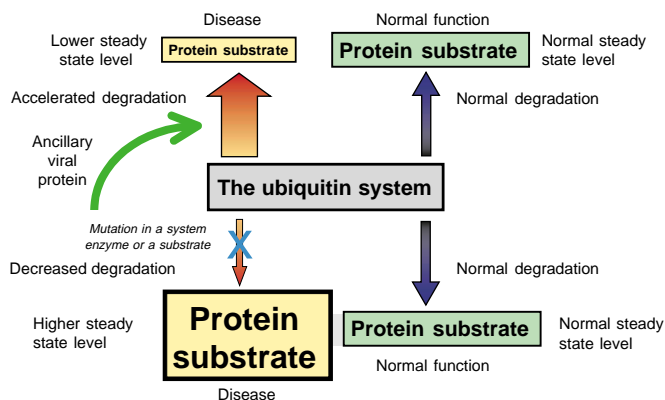 Disease
Normal function
Lower steady
state level
Protein substrate
Protein substrate
Normal steady
state level
Accelerated degradation
Normal degradation
Ancillary
viral
protein
The ubiquitin system
Mutation in a system
enzyme or a substrate
X
Decreased degradation
Normal degradation
Higher steady
state level
Protein
substrate
Protein substrate
Normal steady
state level
Normal function
Disease